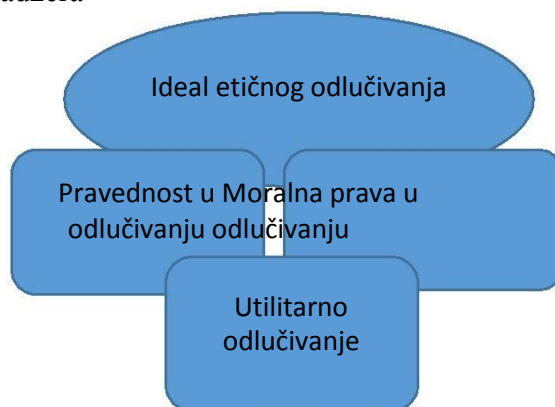 Ideal etičnog odlučivanja
Pravednost u Moralna prava u
odlučivanju odlučivanju
Utilitarno
odlučivanje